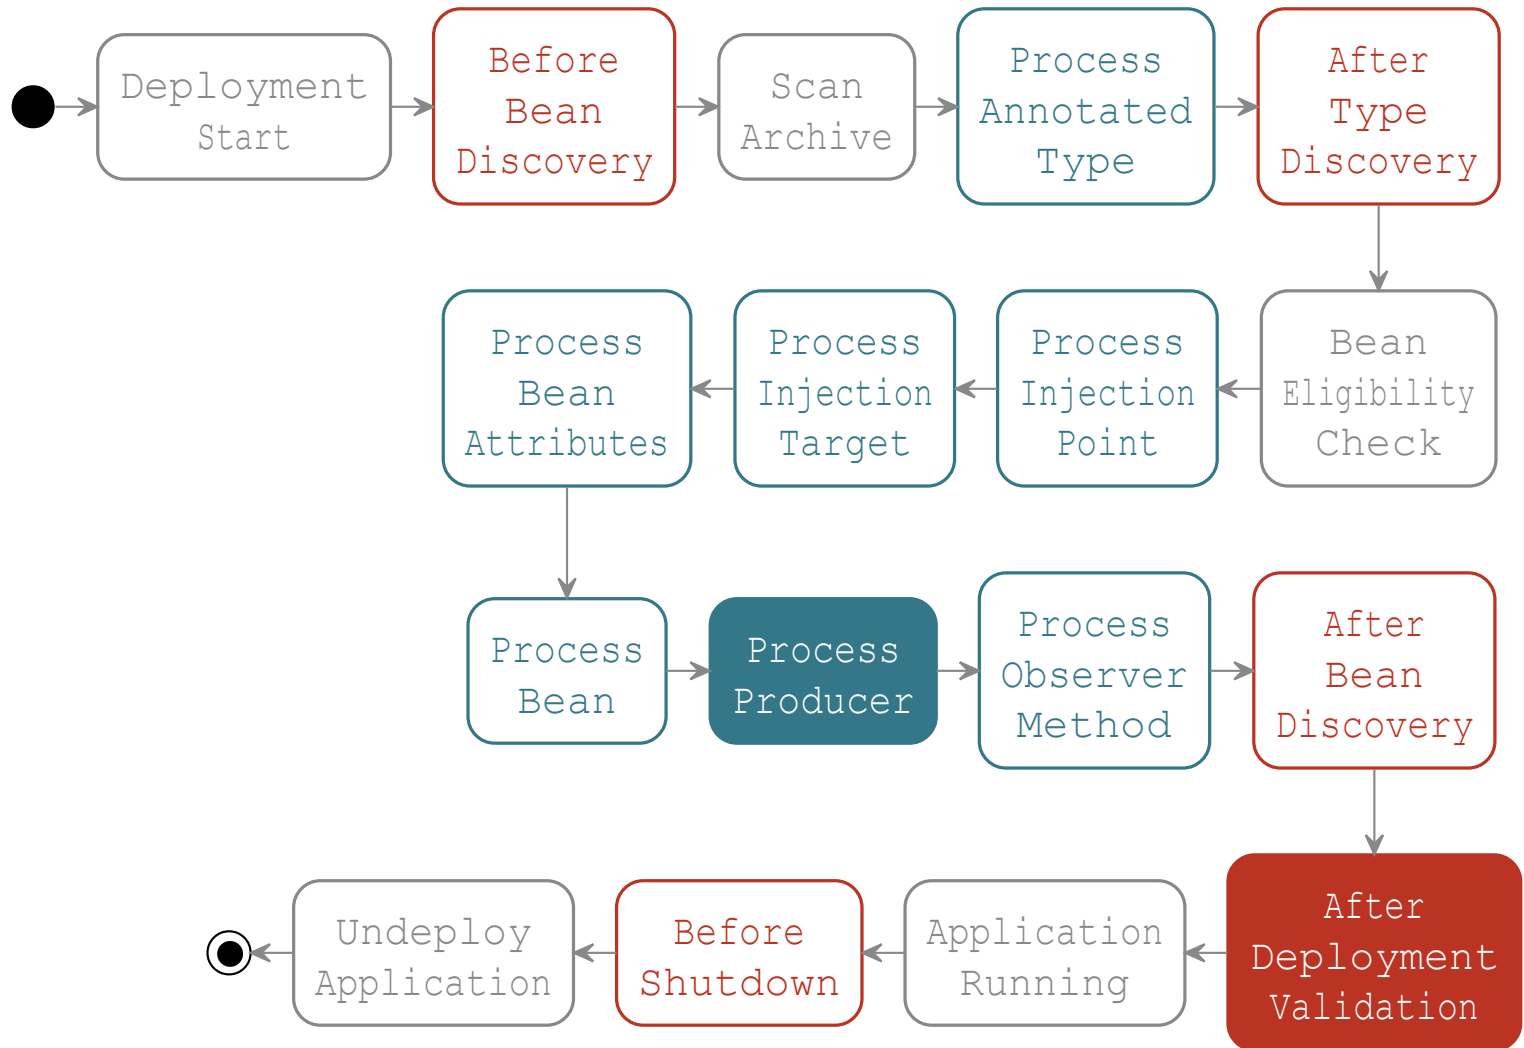 Deployment
Start
Before
Bean
Discovery
Scan
Archive
Process
Annotated
Type
After
Type
Discovery
Process
Bean
Attributes
Process
Injection
Target
Process
Injection
Point
Bean
Eligibility
Check
Process
Bean
Process
Producer
Process
Observer
Method
After
Bean
Discovery
Undeploy
Application
Before
Shutdown
Application
Running
After
Deployment
Validation